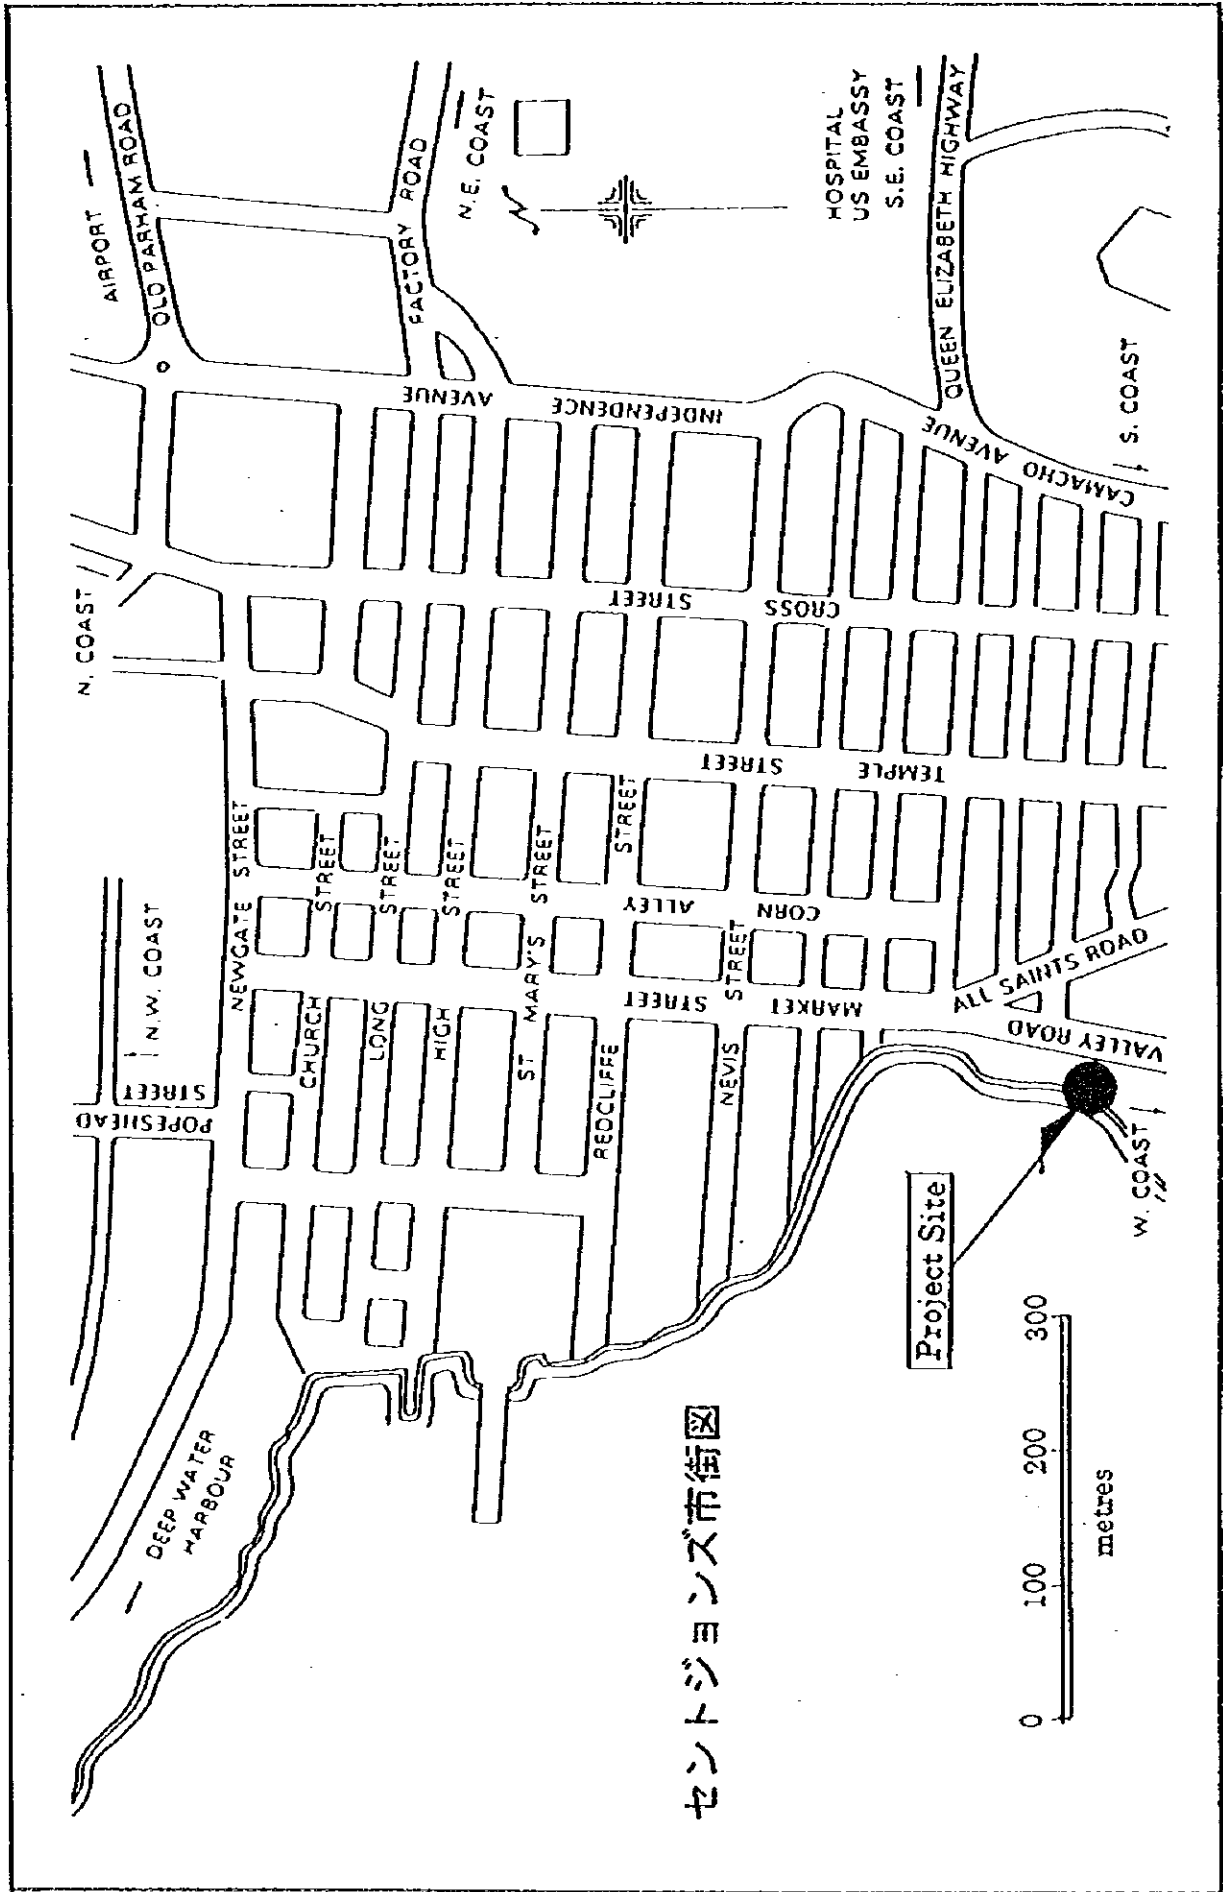 AIRPORT
OLD PARHAM ROAD
FACTORY ROAD
N.E. COAST
N
HOSPITAL
US EMBASSY
S.E. COAST
QUEEN ELIZABETH HIGHWAY
INDEPENDENCE AVENUE
CAMACHO AVENUE
S. COAST
N. COAST
CROSS STREET
TEMPLE STREET
CORN ALLEY
MARKET STREET
NEWGATE STREET
CHURCH STREET
LONG STREET
HIGH STREET
ST MARY'S STREET
REDCLIFFE STREET
NEVIS STREET
ALL SAINTS ROAD
VALLEY ROAD
N.W. COAST
POPESHEAD STREET
W. COAST
Project Site
DEEP WATER
HARBOUR
セントジョンズ市街図
0 100 200 300
metres